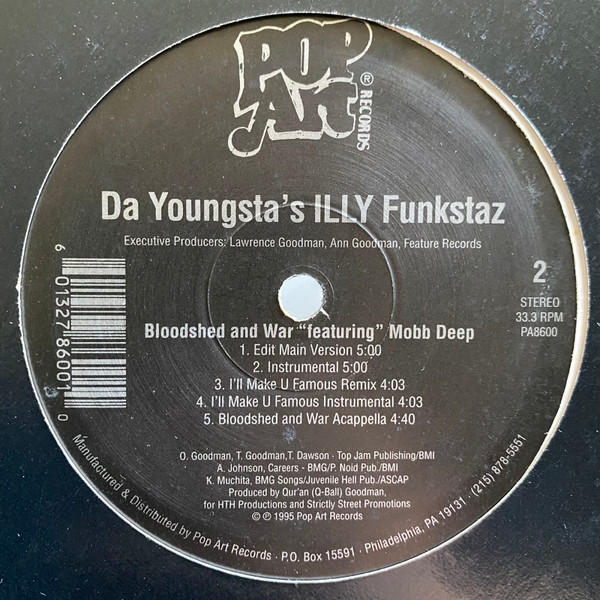 POP
ART
® RECORDS
Da Youngsta's ILLY Funkstaz
Executive Producers: Lawrence Goodman, Ann Goodman, Feature Records
2
STEREO
33.3 RPM
PA8600
6 01327 86001 0
Bloodshed and War "featuring" Mobb Deep
1. Edit Main Version 5:00
2. Instrumental 5:00
3. I'll Make U Famous Remix 4:03
4. I'll Make U Famous Instrumental 4:03
5. Bloodshed and War Acappella 4:40
O. Goodman, T. Goodman,T. Dawson · Top Jam Publishing/BMI
A. Johnson, Careers - BMG/P. Noid Pub./BMI
K. Muchita, BMG Songs/Juvenile Hell Pub./ASCAP
Produced by Qur'an (Q-Ball) Goodman,
for HTH Productions and Strictly Street Promotions
© ℗ 1995 Pop Art Records
Manufactured & Distributed by Pop Art Records · P.O. Box 15591 · Philadelphia, PA 19131 · (215) 878-5551